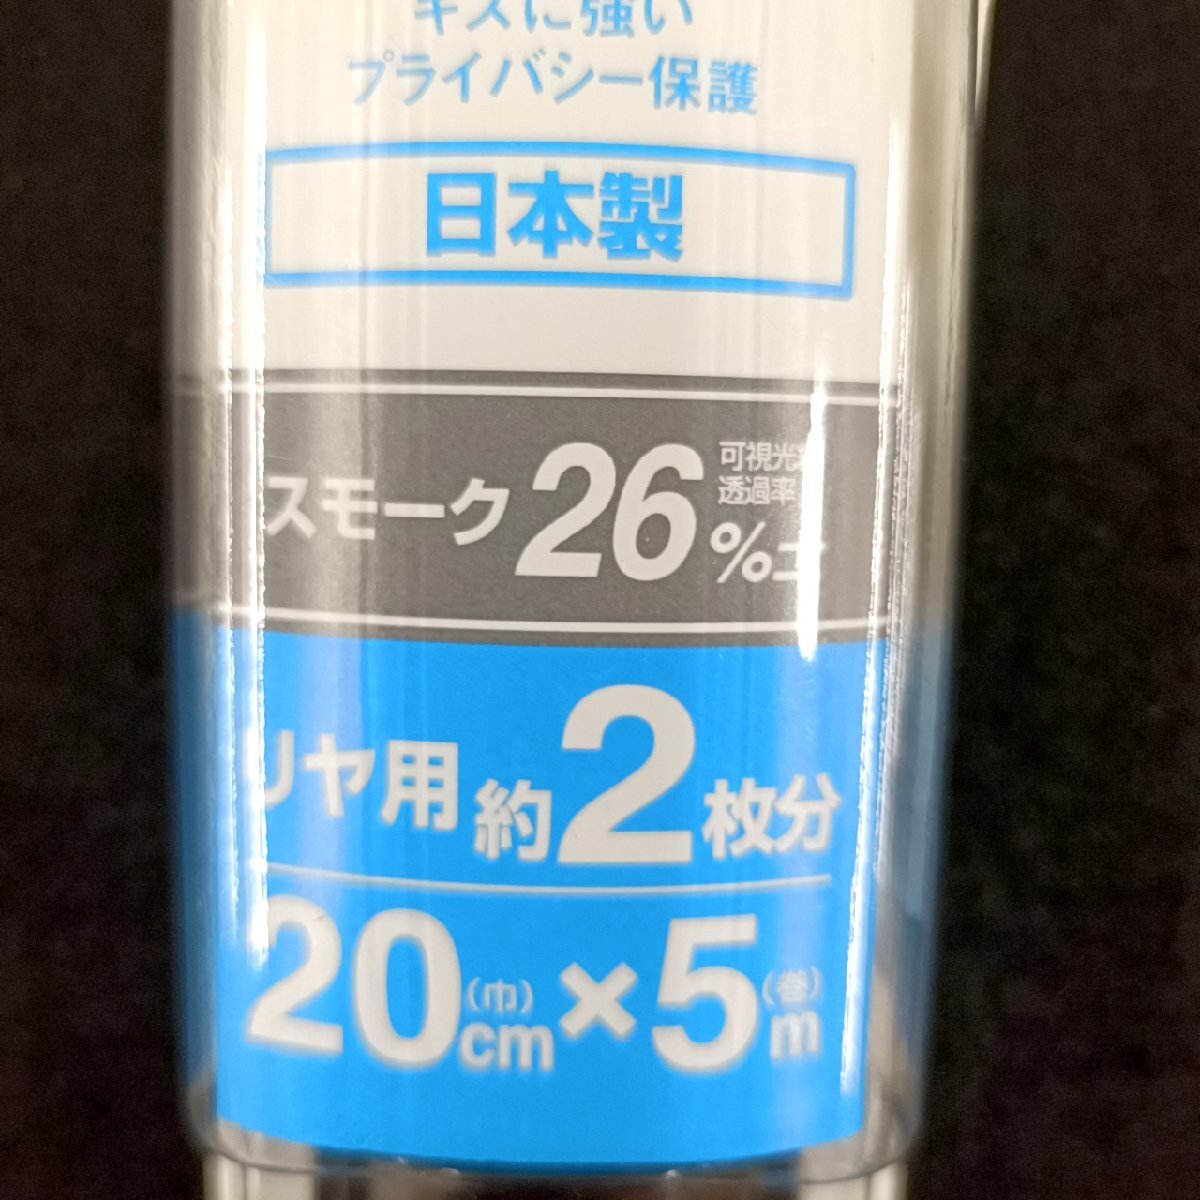 キズに強い
プライバシー保護
日本製
スモーク26%
可視光
透過率
リヤ用 約2枚分
20cm(巾)×5m(巻)